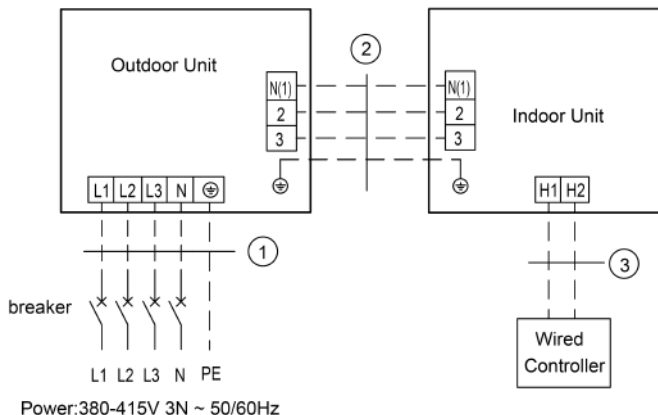 Outdoor Unit
N(1)
2
3
L1 L2 L3 N
2
N(1)
2
3
Indoor Unit
H1 H2
1
breaker
L1 L2 L3 N PE
Power:380-415V 3N ~ 50/60Hz
3
Wired
Controller